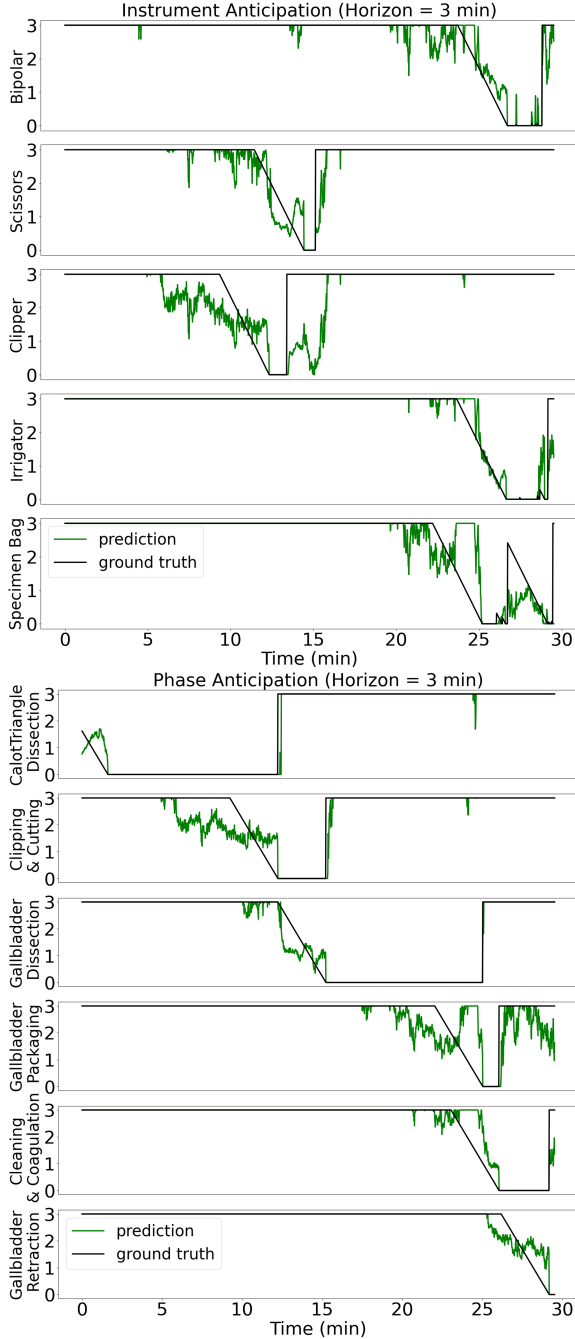 Instrument Anticipation (Horizon = 3 min)
Bipolar
3
2
1
0
Scissors
3
2
1
0
Clipper
3
2
1
0
Irrigator
3
2
1
0
Specimen Bag
3
2
1
0
prediction
ground truth
0 5 10 15 20 25 30
Time (min)
Phase Anticipation (Horizon = 3 min)
CalotTriangle
Dissection
3
2
1
0
Clipping
& Cutting
3
2
1
0
Gallbladder
Dissection
3
2
1
0
Gallbladder
Packaging
3
2
1
0
Cleaning
& Coagulation
3
2
1
0
Gallbladder
Retraction
3
2
1
0
prediction
ground truth
0 5 10 15 20 25 30
Time (min)